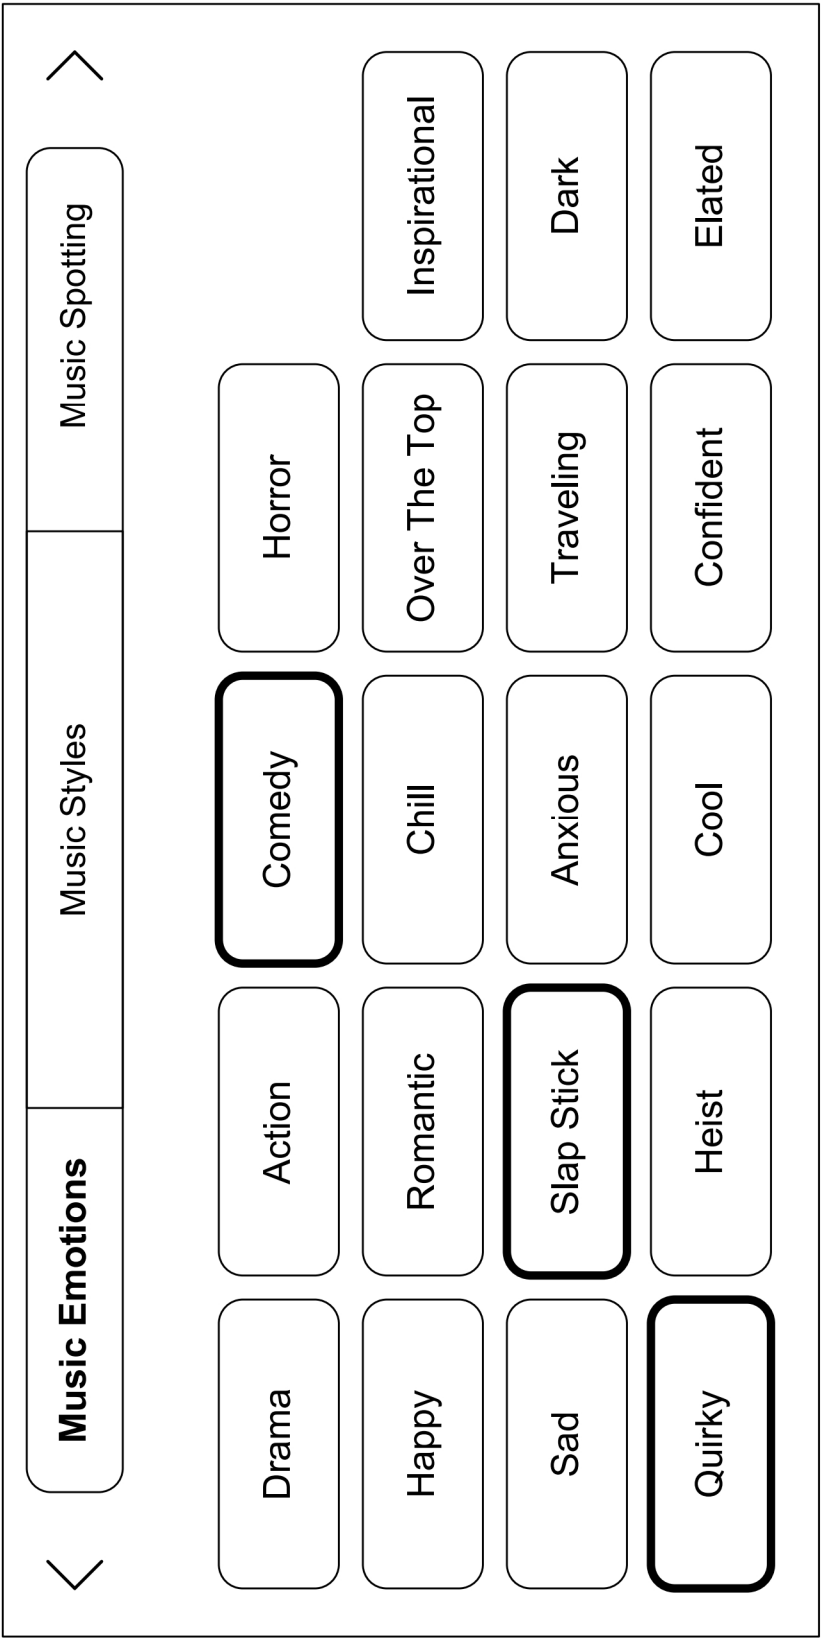 Music Emotions Music Styles Music Spotting
Drama Action Comedy Horror
Happy Romantic Chill Over The Top Inspirational
Sad Slap Stick Anxious Traveling Dark
Quirky Heist Cool Confident Elated